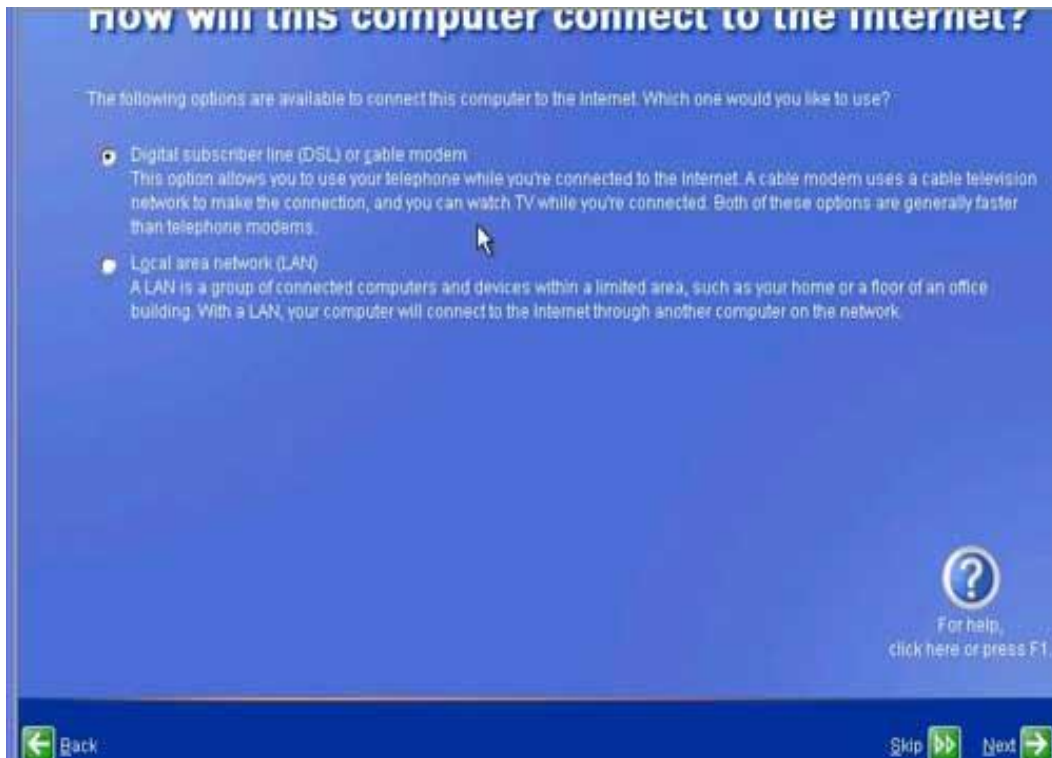 How will this computer connect to the Internet?
The following options are available to connect this computer to the Internet. Which one would you like to use?
Digital subscriber line (DSL) or cable modem
This option allows you to use your telephone while you're connected to the Internet. A cable modem uses a cable television
network to make the connection, and you can watch TV while you're connected. Both of these options are generally faster
than telephone modems.
Local area network (LAN)
A LAN is a group of connected computers and devices within a limited area, such as your home or a floor of an office
building. With a LAN, your computer will connect to the Internet through another computer on the network.
For help,
click here or press F1.
Back
Skip
Next